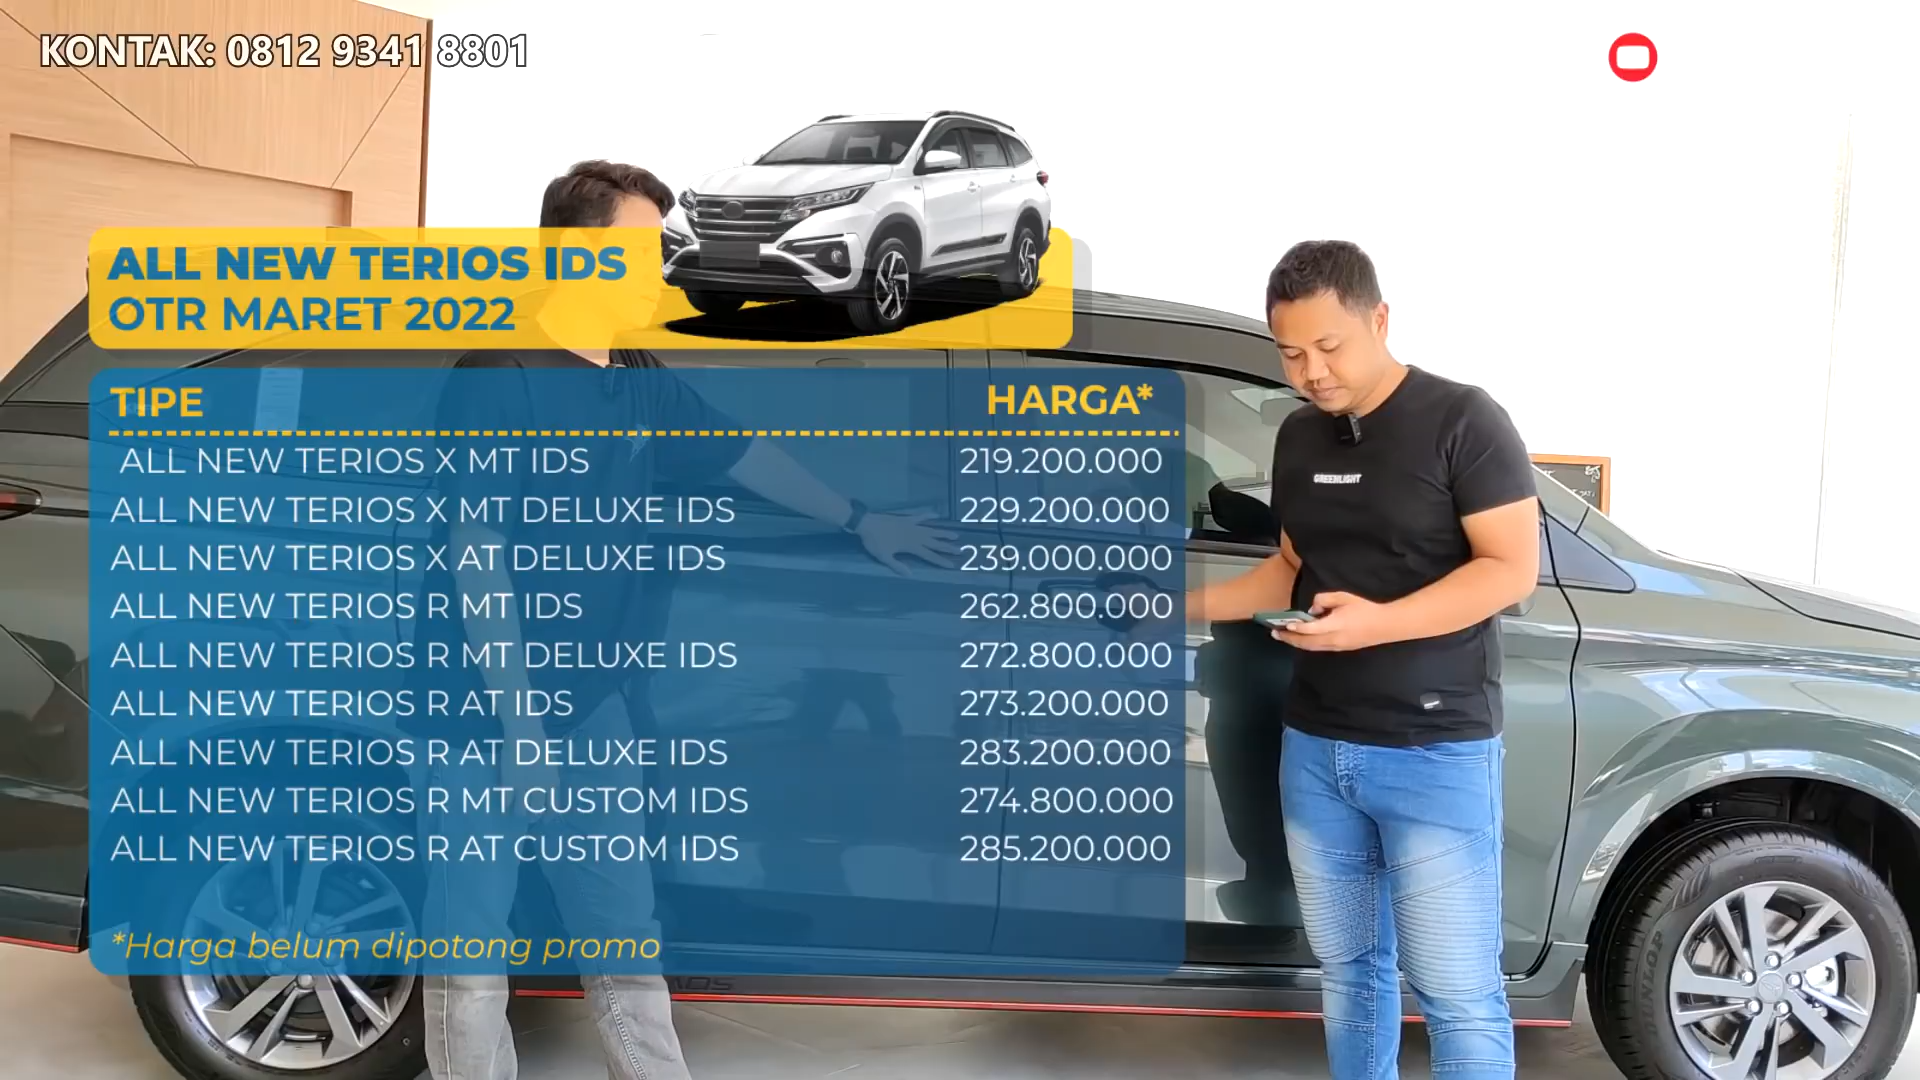 KONTAK: 0812 9341 8801
ALL NEW TERIOS IDS
OTR MARET 2022
TIPE HARGA*
ALL NEW TERIOS X MT IDS 219.200.000
ALL NEW TERIOS X MT DELUXE IDS 229.200.000
ALL NEW TERIOS X AT DELUXE IDS 239.000.000
ALL NEW TERIOS R MT IDS 262.800.000
ALL NEW TERIOS R MT DELUXE IDS 272.800.000
ALL NEW TERIOS R AT IDS 273.200.000
ALL NEW TERIOS R AT DELUXE IDS 283.200.000
ALL NEW TERIOS R MT CUSTOM IDS 274.800.000
ALL NEW TERIOS R AT CUSTOM IDS 285.200.000
*Harga belum dipotong promo
GREENLIGHT
DUNLOP